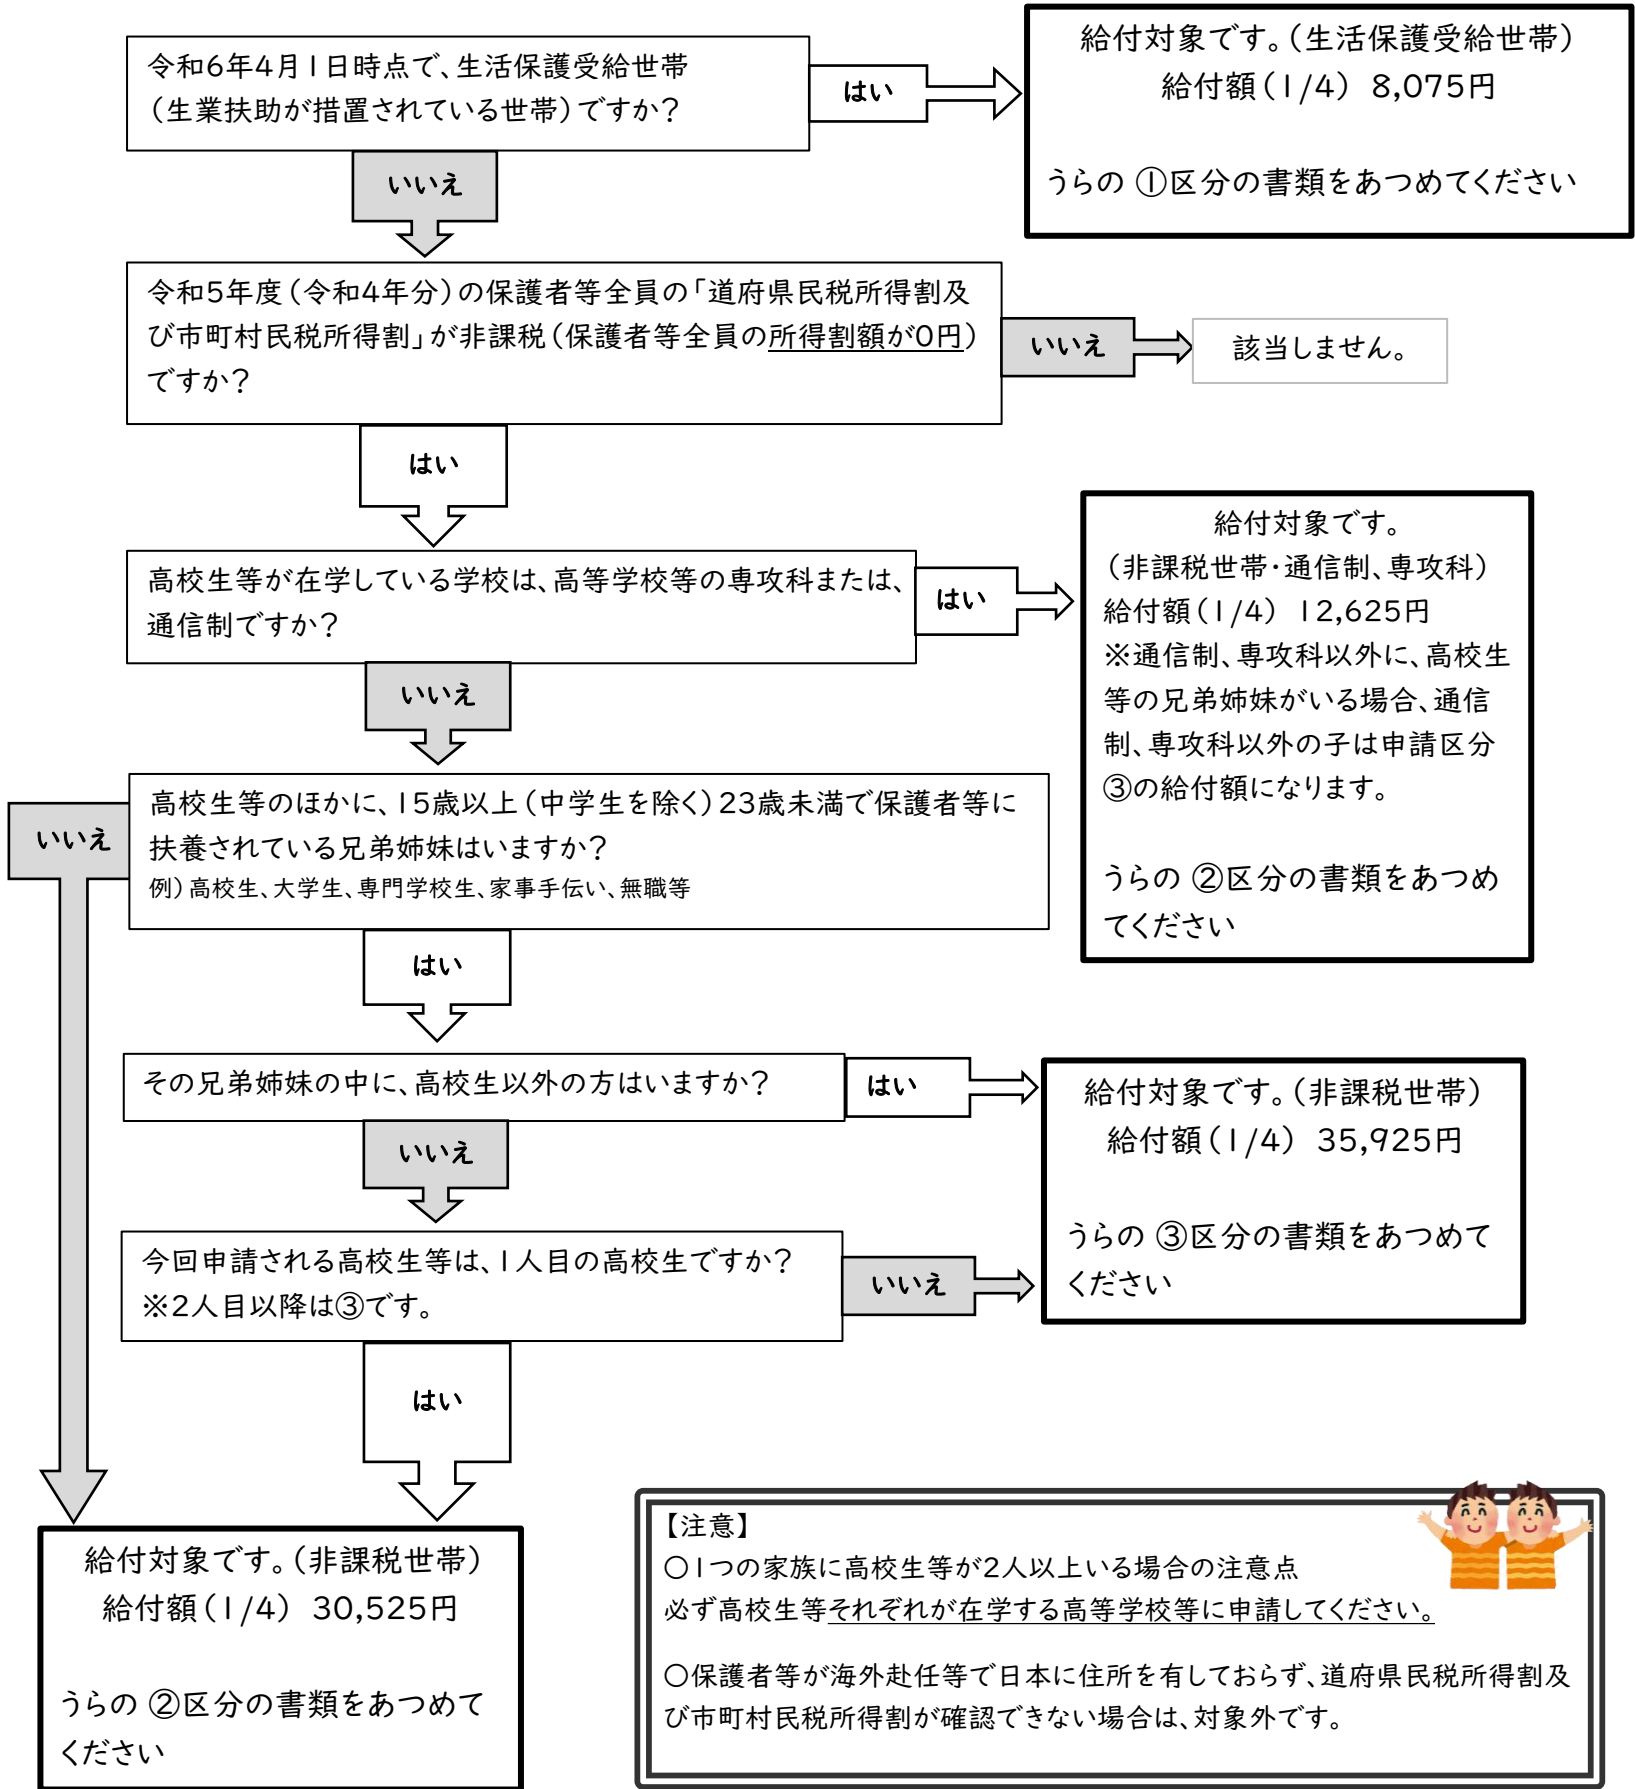 令和6年4月1日時点で、生活保護受給世帯
（生業扶助が措置されている世帯）ですか？
はい
給付対象です。（生活保護受給世帯）
給付額（1/4） 8,075円
うらの ①区分の書類をあつめてください
いいえ
令和5年度（令和4年分）の保護者等全員の「道府県民税所得割及
び市町村民税所得割」が非課税（保護者等全員の所得割額が0円）
ですか？
いいえ
該当しません。
はい
高校生等が在学している学校は、高等学校等の専攻科または、
通信制ですか？
はい
給付対象です。
（非課税世帯・通信制、専攻科）
給付額（1/4） 12,625円
※通信制、専攻科以外に、高校生
等の兄弟姉妹がいる場合、通信
制、専攻科以外の子は申請区分
③の給付額になります。
うらの ②区分の書類をあつめ
てください
いいえ
高校生等のほかに、15歳以上（中学生を除く）23歳未満で保護者等に
扶養されている兄弟姉妹はいますか？
例）高校生、大学生、専門学校生、家事手伝い、無職等
いいえ
はい
その兄弟姉妹の中に、高校生以外の方はいますか？
はい
給付対象です。（非課税世帯）
給付額（1/4） 35,925円
うらの ③区分の書類をあつめて
ください
いいえ
今回申請される高校生等は、1人目の高校生ですか？
※2人目以降は③です。
いいえ
はい
給付対象です。（非課税世帯）
給付額（1/4） 30,525円
うらの ②区分の書類をあつめて
ください
【注意】
〇1つの家族に高校生等が2人以上いる場合の注意点
必ず高校生等それぞれが在学する高等学校等に申請してください。
〇保護者等が海外赴任等で日本に住所を有しておらず、道府県民税所得割及
び市町村民税所得割が確認できない場合は、対象外です。